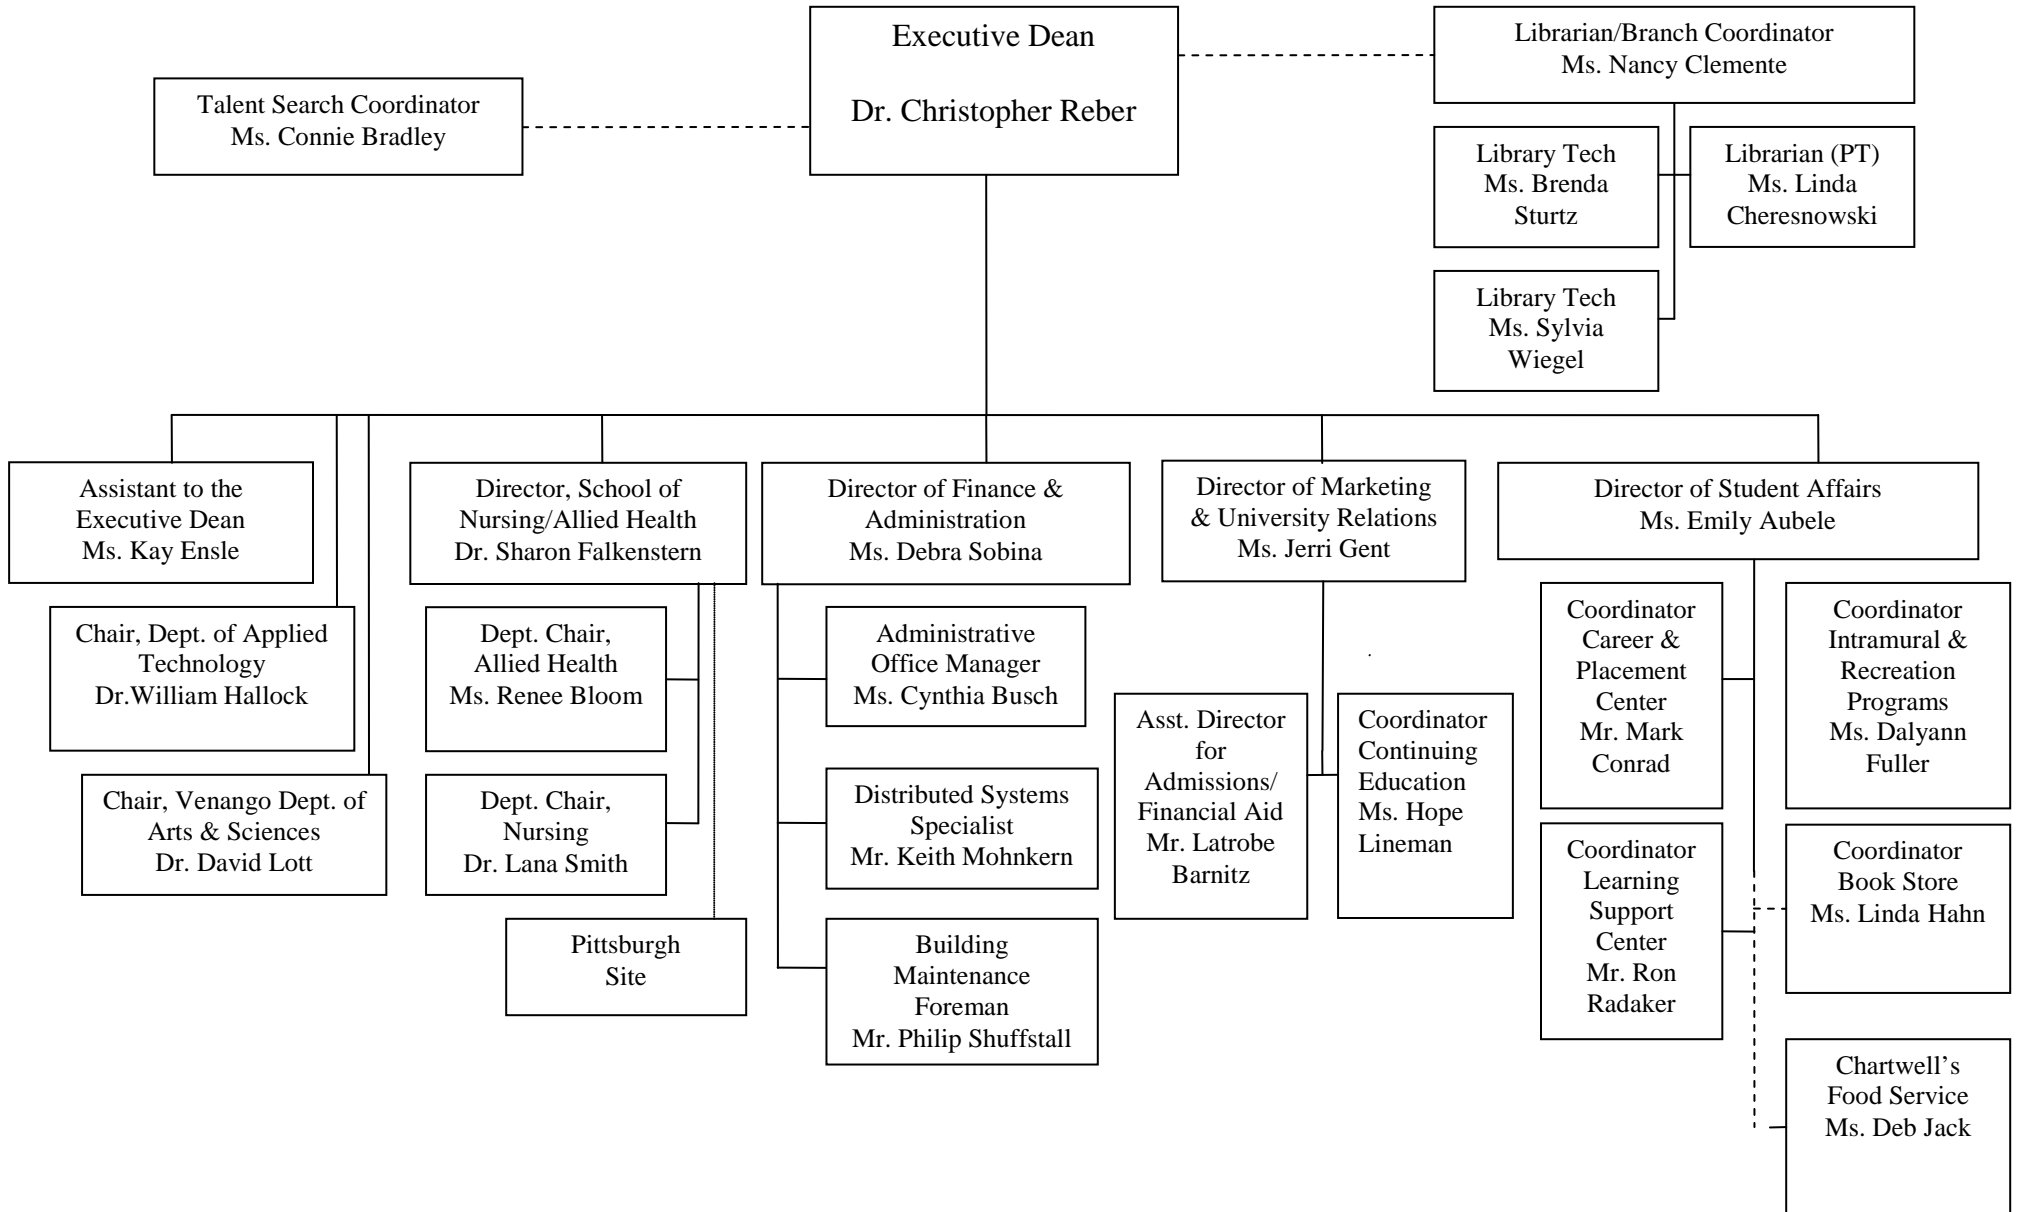 Executive Dean
Dr. Christopher Reber
Librarian/Branch Coordinator
Ms. Nancy Clemente
Talent Search Coordinator
Ms. Connie Bradley
Library Tech
Ms. Brenda
Sturtz
Librarian (PT)
Ms. Linda
Cheresnowski
Library Tech
Ms. Sylvia
Wiegel
Assistant to the
Executive Dean
Ms. Kay Ensle
Director, School of
Nursing/Allied Health
Dr. Sharon Falkenstern
Director of Finance &
Administration
Ms. Debra Sobina
Director of Marketing
& University Relations
Ms. Jerri Gent
Director of Student Affairs
Ms. Emily Aubele
Chair, Dept. of Applied
Technology
Dr.William Hallock
Chair, Venango Dept. of
Arts & Sciences
Dr. David Lott
Dept. Chair,
Allied Health
Ms. Renee Bloom
Dept. Chair,
Nursing
Dr. Lana Smith
Pittsburgh
Site
Administrative
Office Manager
Ms. Cynthia Busch
Distributed Systems
Specialist
Mr. Keith Mohnkern
Building
Maintenance
Foreman
Mr. Philip Shuffstall
Asst. Director
for
Admissions/
Financial Aid
Mr. Latrobe
Barnitz
Coordinator
Continuing
Education
Ms. Hope
Lineman
Coordinator
Career &
Placement
Center
Mr. Mark
Conrad
Coordinator
Intramural &
Recreation
Programs
Ms. Dalyann
Fuller
Coordinator
Learning
Support
Center
Mr. Ron
Radaker
Coordinator
Book Store
Ms. Linda Hahn
Chartwell’s
Food Service
Ms. Deb Jack